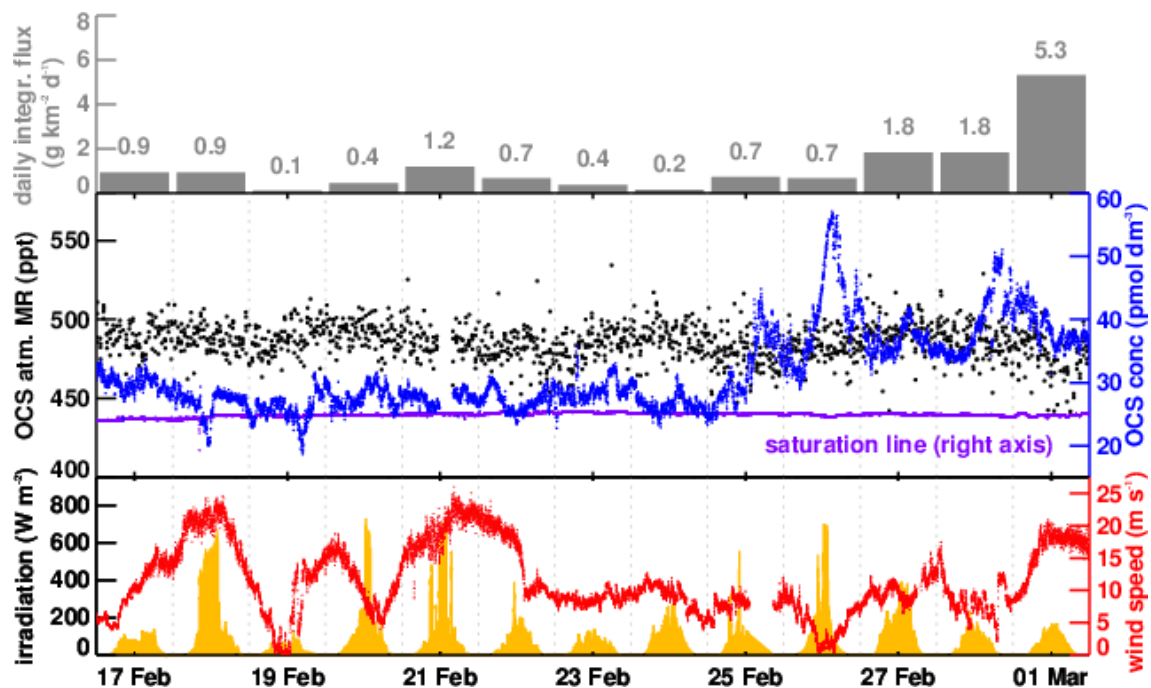 daily integr. flux
(g km⁻² d⁻¹)
8
6
4
2
0
0.9
0.9
0.1
0.4
1.2
0.7
0.4
0.2
0.7
0.7
1.8
1.8
5.3
OCS atm. MR (ppt)
550
500
450
400
60
50
40
30
20
OCS conc (pmol dm⁻³)
saturation line (right axis)
irradiation (W m⁻²)
800
600
400
200
0
25
20
15
10
5
0
wind speed (m s⁻¹)
17 Feb
19 Feb
21 Feb
23 Feb
25 Feb
27 Feb
01 Mar